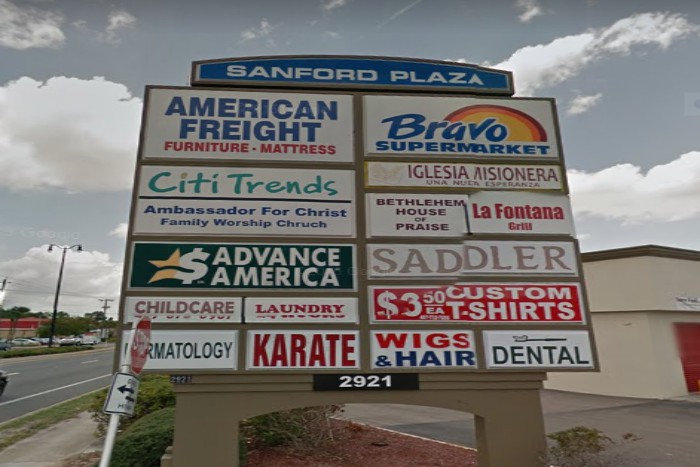 SANFORD PLAZA
AMERICAN
FREIGHT
FURNITURE - MATTRESS
Bravo
SUPERMARKET
Citi Trends
Ambassador For Christ
Family Worship Chruch
IGLESIA MISIONERA
UNA NUEVA ESPERANZA
BETHLEHEM
HOUSE
OF
PRAISE
La Fontana
Grill
ADVANCE
AMERICA
SADDLER
CHILDCARE
LAUNDRY
$3.50
EA
CUSTOM
T-SHIRTS
RMATOLOGY
KARATE
WIGS
&HAIR
DENTAL
2921
2921